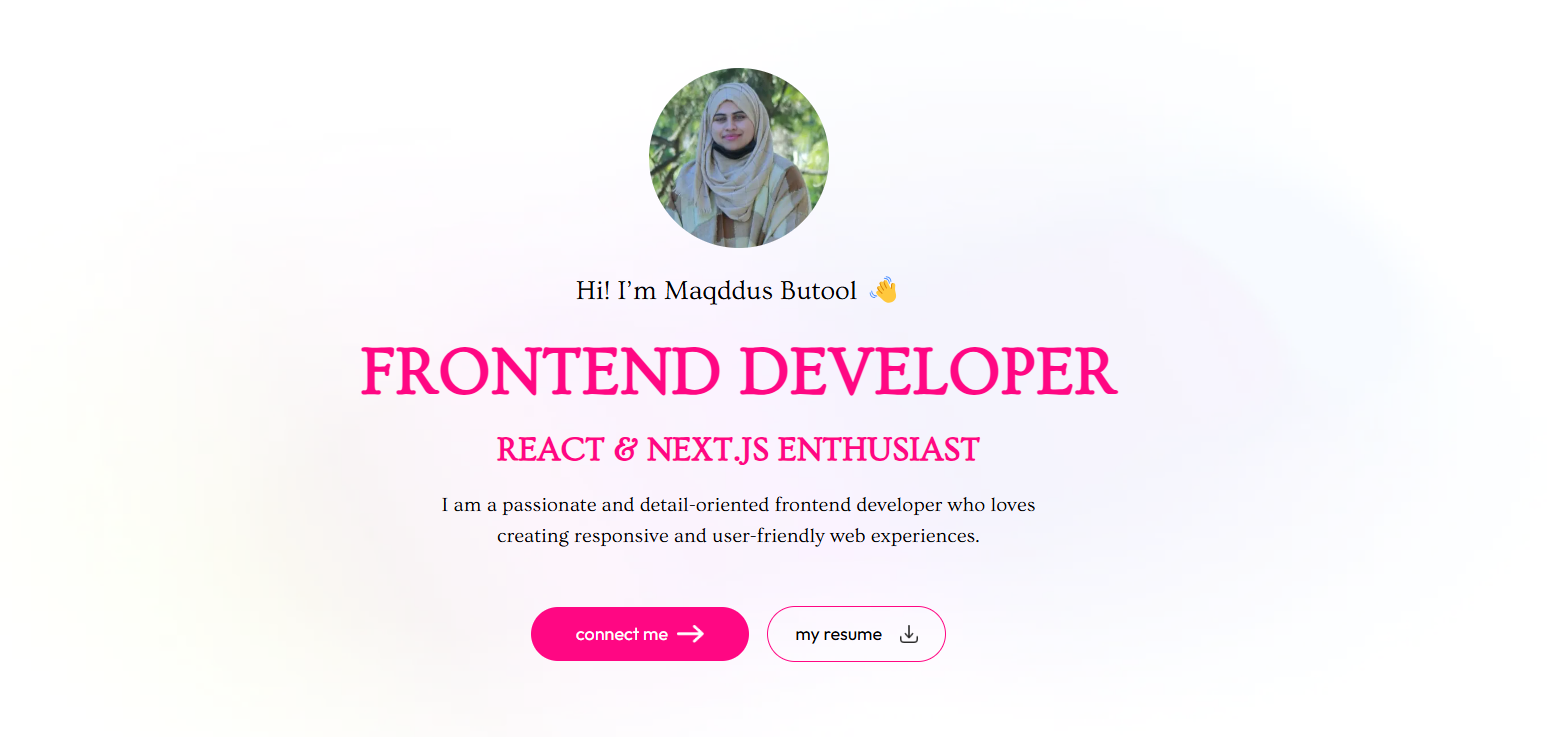 Hi! I’m Maqddus Butool 👋
FRONTEND DEVELOPER
REACT & NEXT.JS ENTHUSIAST
I am a passionate and detail-oriented frontend developer who loves
creating responsive and user-friendly web experiences.
connect me
my resume